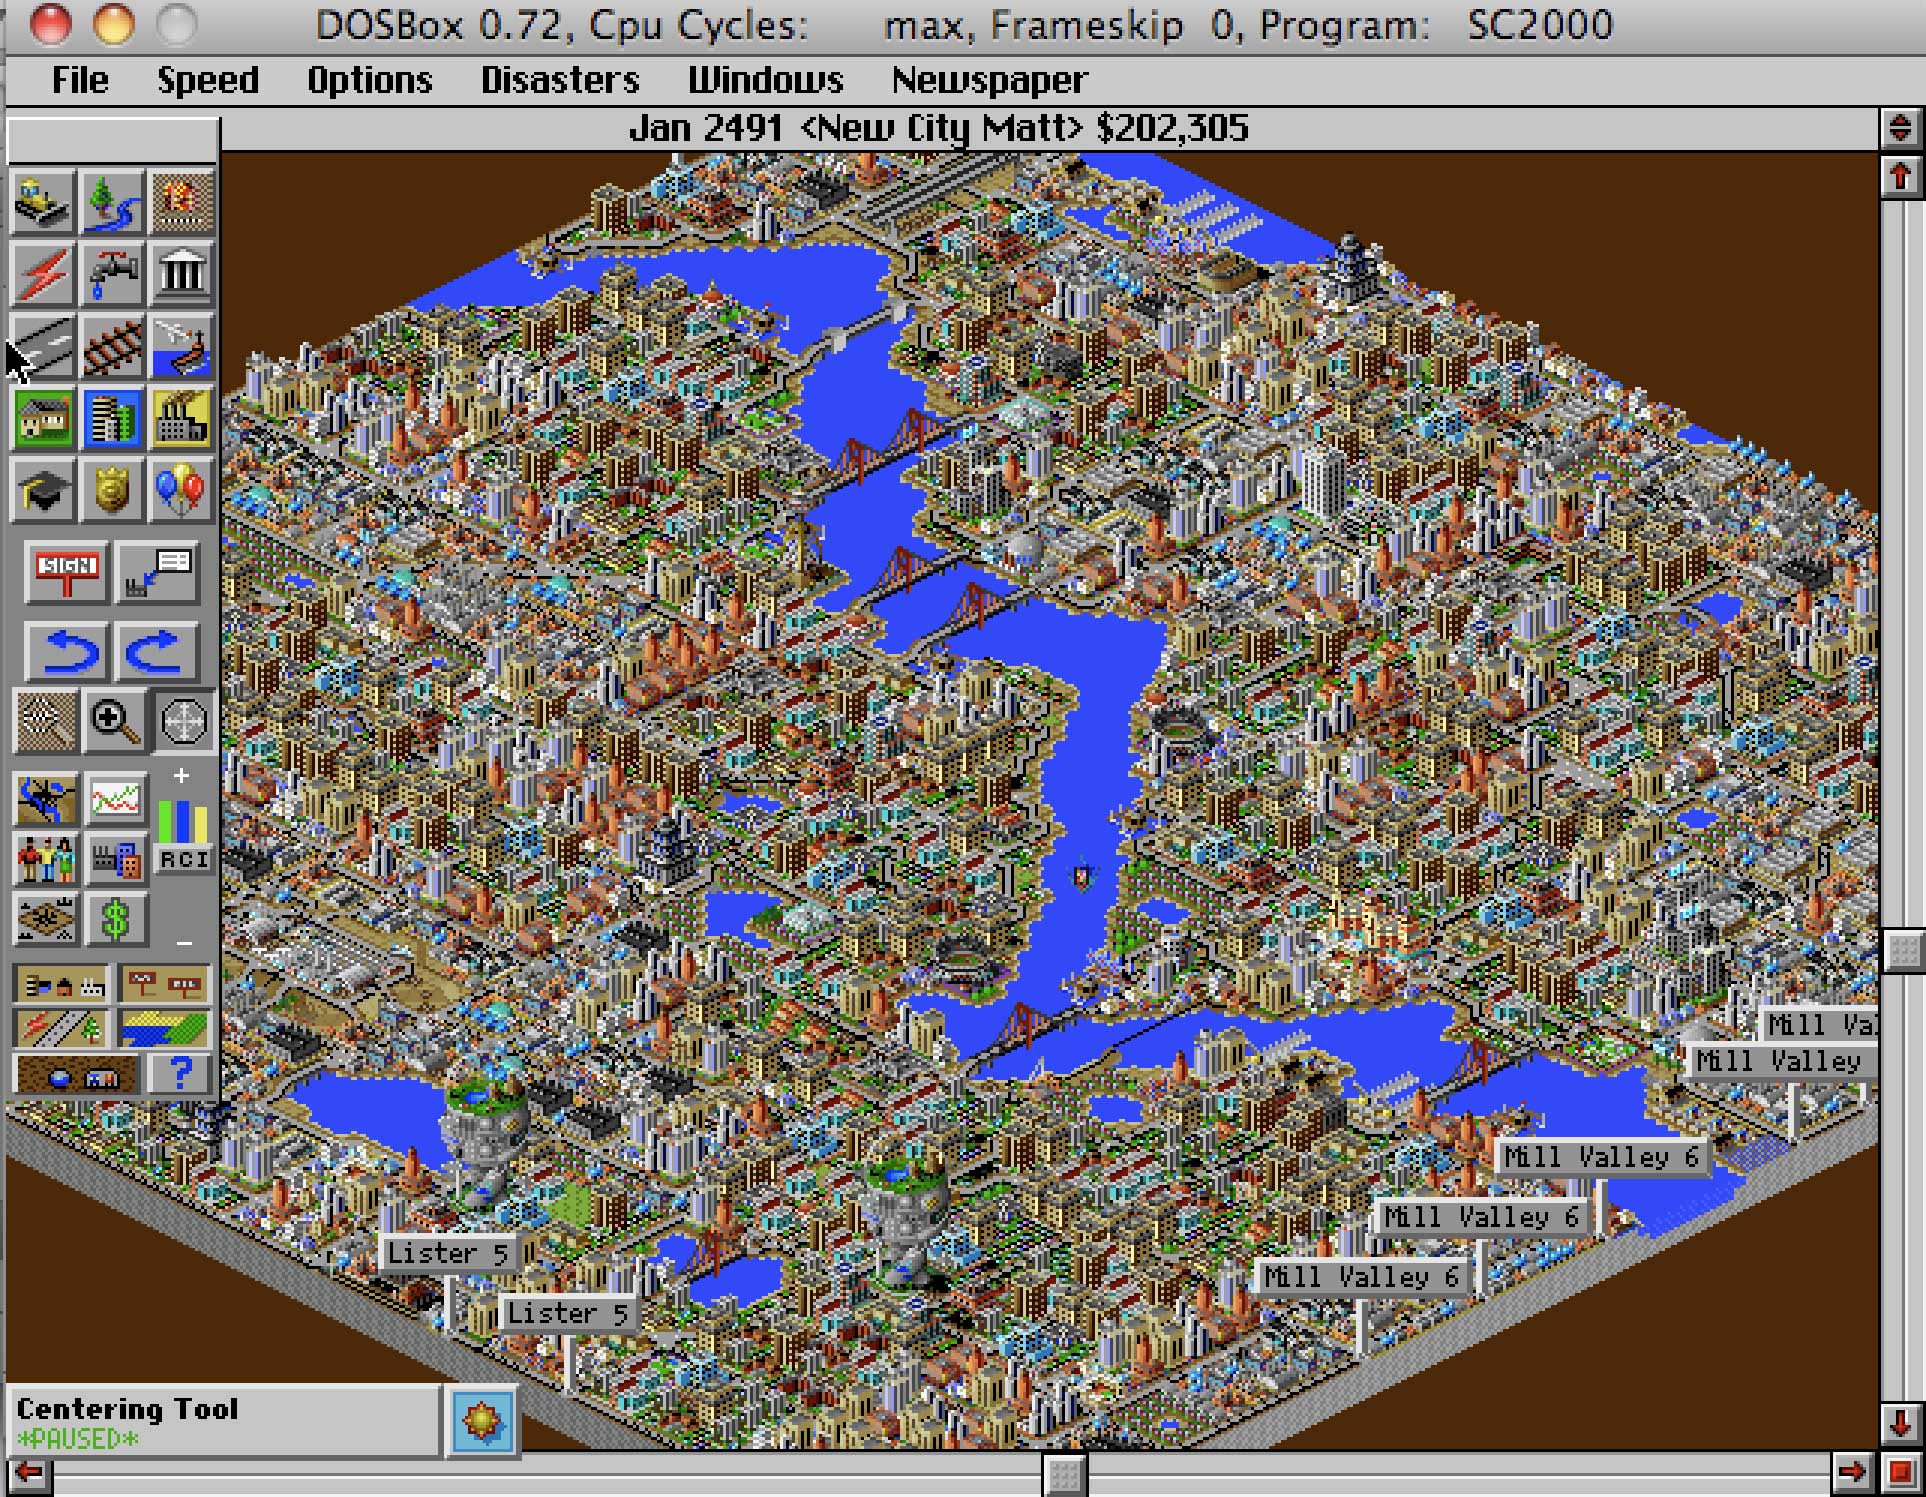 DOSBox 0.72, Cpu Cycles: max, Frameskip 0, Program: SC2000
File Speed Options Disasters Windows Newspaper
Jan 2491 <New City Matt> $202,305
SIGN
+
RCI
−
?
Mill Val
Mill Valley
Mill Valley 6
Mill Valley 6
Lister 5
Mill Valley 6
Lister 5
Centering Tool
*PAUSED*